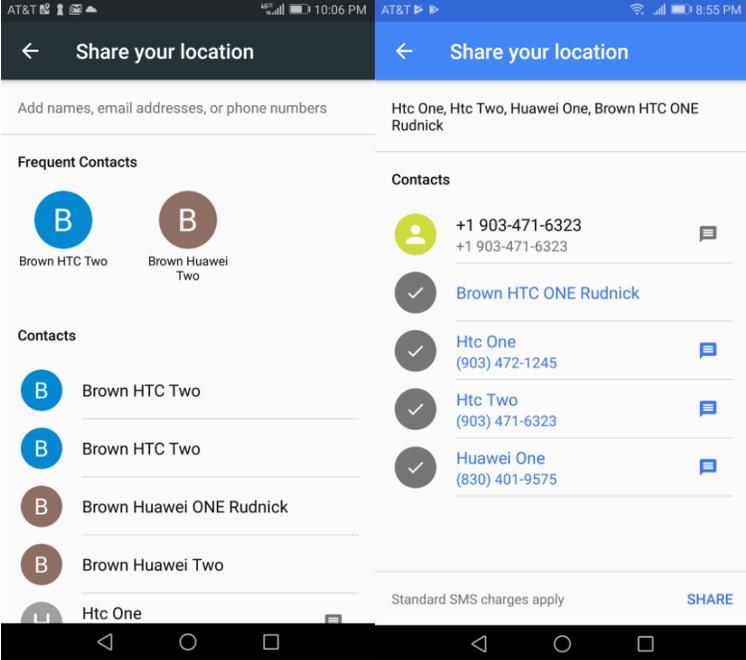 AT&T 10:06 PM
Share your location
Add names, email addresses, or phone numbers
Frequent Contacts
B B
Brown HTC Two Brown Huawei
Two
Contacts
B Brown HTC Two
B Brown HTC Two
B Brown Huawei ONE Rudnick
B Brown Huawei Two
H Htc One
AT&T 8:55 PM
Share your location
Htc One, Htc Two, Huawei One, Brown HTC ONE
Rudnick
Contacts
+1 903-471-6323
+1 903-471-6323
Brown HTC ONE Rudnick
Htc One
(903) 472-1245
Htc Two
(903) 471-6323
Huawei One
(830) 401-9575
Standard SMS charges apply SHARE